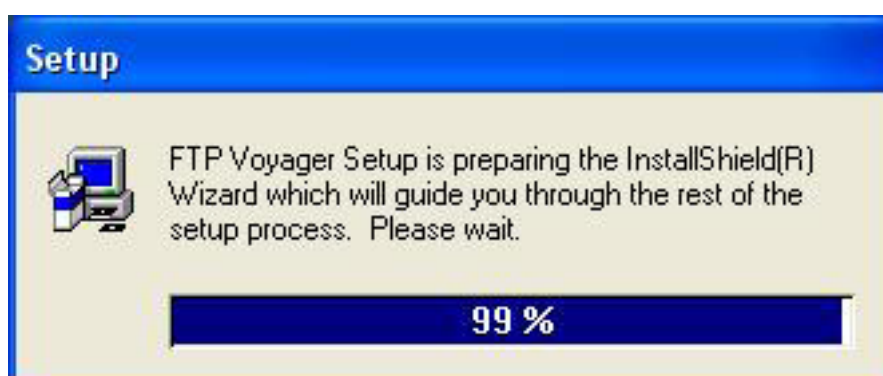 Setup
FTP Voyager Setup is preparing the InstallShield(R)
Wizard which will guide you through the rest of the
setup process. Please wait.
99 %